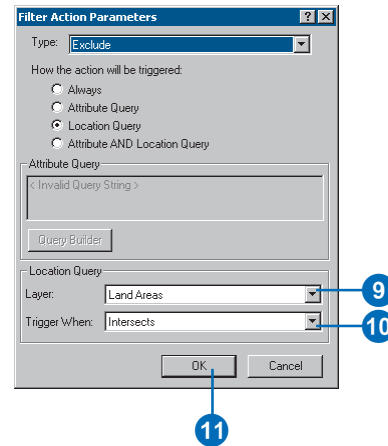 Filter Action Parameters
Type: Exclude
How the action will be triggered:
Always
Attribute Query
Location Query
Attribute AND Location Query
Attribute Query
< Invalid Query String >
Query Builder
Location Query
Layer: Land Areas 9
Trigger When: Intersects 10
OK Cancel
11